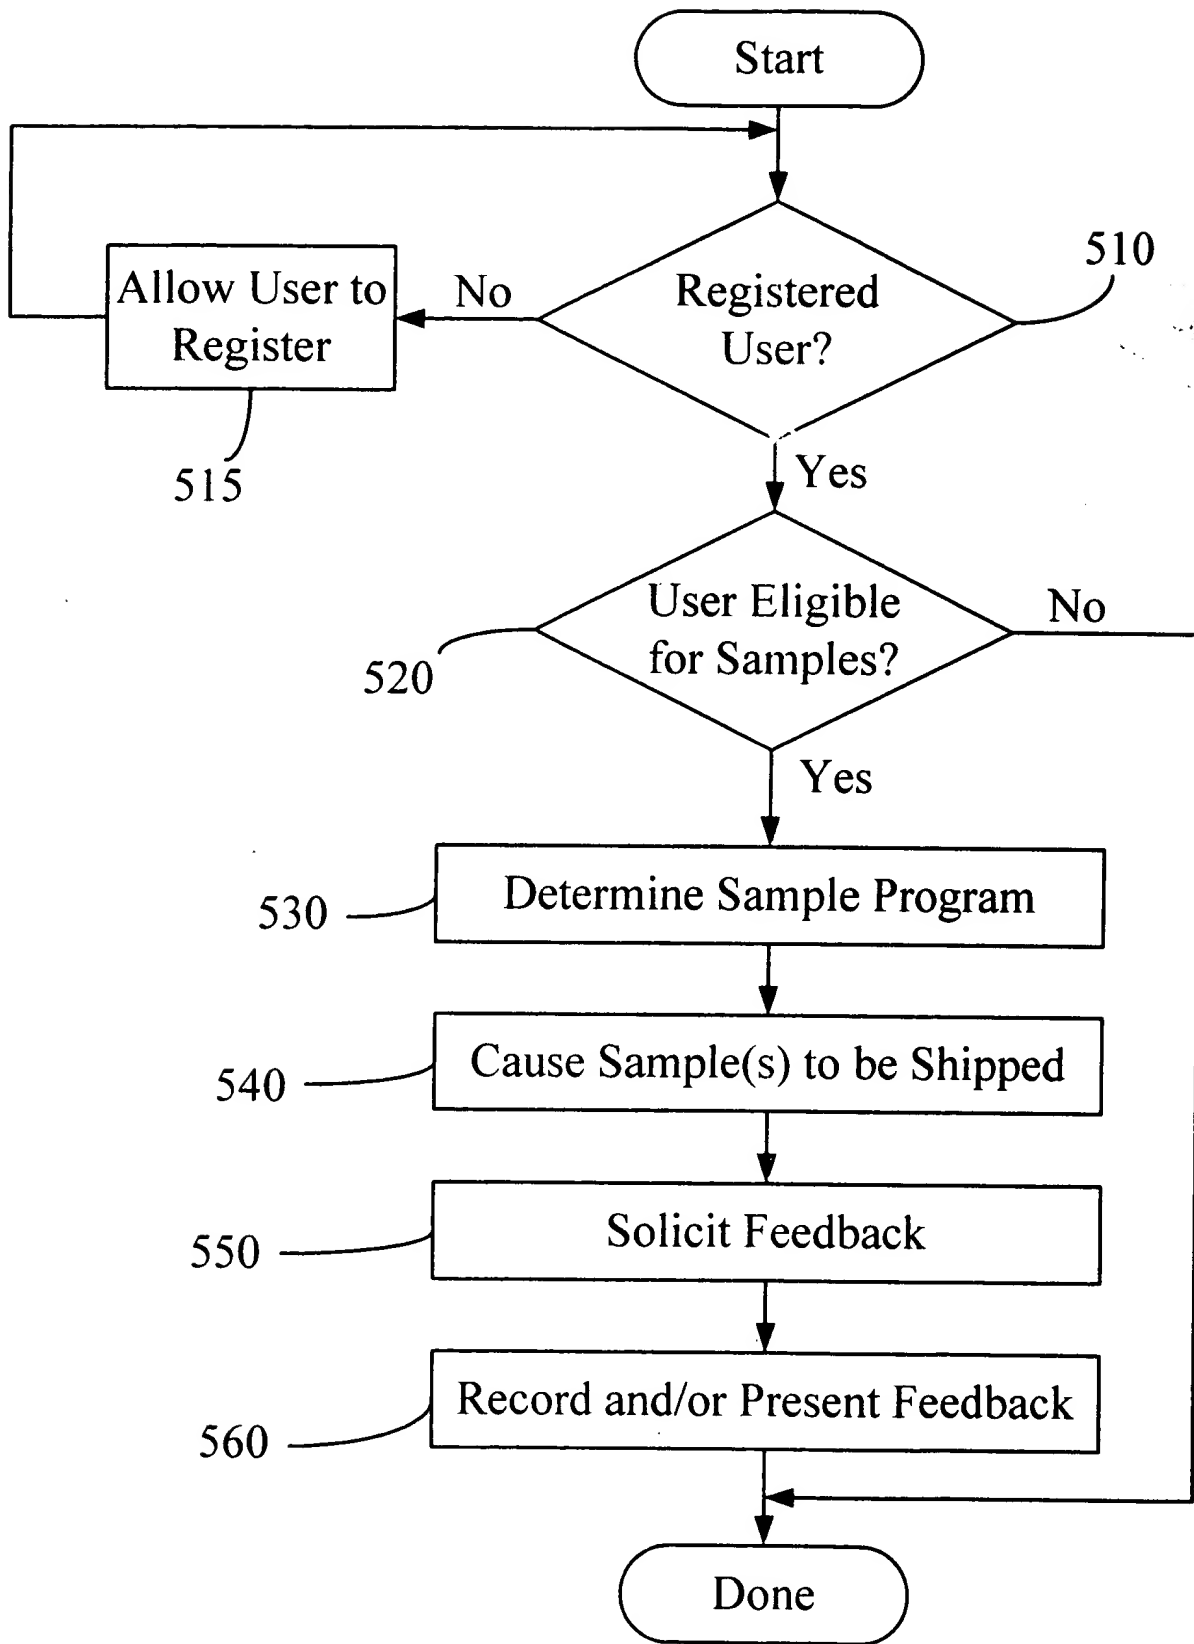 Start
Registered
User?
510
Allow User to
Register
No
515
Yes
User Eligible
for Samples?
No
520
Yes
Determine Sample Program
530
Cause Sample(s) to be Shipped
540
Solicit Feedback
550
Record and/or Present Feedback
560
Done